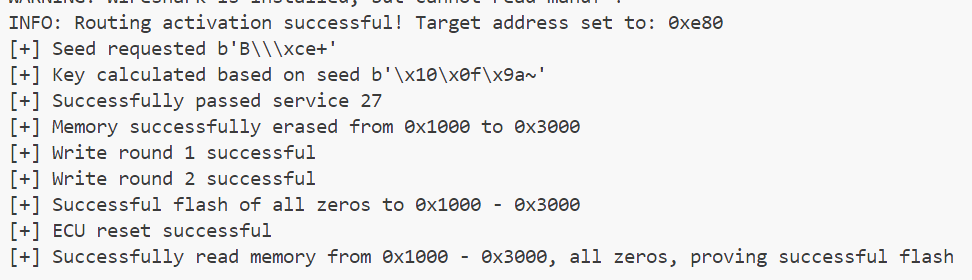 INFO: Routing activation successful! Target address set to: 0xe80
[+] Seed requested b'B\\\xce+'
[+] Key calculated based on seed b'\x10\x0f\x9a~'
[+] Successfully passed service 27
[+] Memory successfully erased from 0x1000 to 0x3000
[+] Write round 1 successful
[+] Write round 2 successful
[+] Successful flash of all zeros to 0x1000 - 0x3000
[+] ECU reset successful
[+] Successfully read memory from 0x1000 - 0x3000, all zeros, proving successful flash